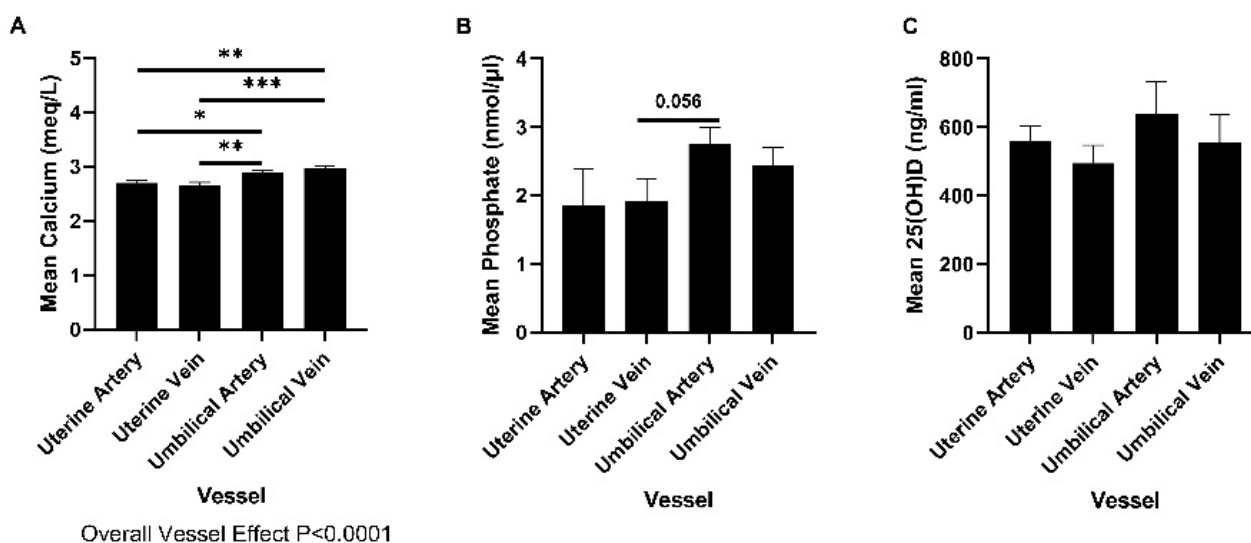 A
Mean Calcium (meq/L)
5
4
3
2
1
0
**
***
*
**
Uterine Artery
Uterine Vein
Umbilical Artery
Umbilical Vein
Vessel
Overall Vessel Effect P<0.0001
B
Mean Phosphate (nmol/µl)
4
3
2
1
0
0.056
Uterine Artery
Uterine Vein
Umbilical Artery
Umbilical Vein
Vessel
C
Mean 25(OH)D (ng/ml)
800
600
400
200
0
Uterine Artery
Uterine Vein
Umbilical Artery
Umbilical Vein
Vessel